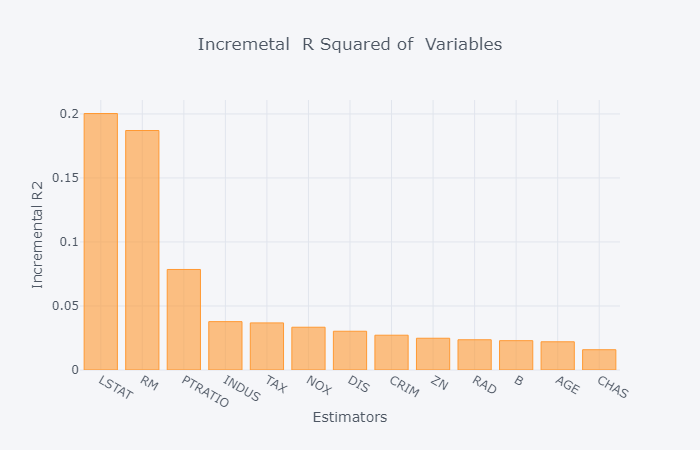 Incremetal  R Squared of  Variables
Incremental R2
0.2
0.15
0.1
0.05
0
LSTAT
RM
PTRATIO
INDUS
TAX
NOX
DIS
CRIM
ZN
RAD
B
AGE
CHAS
Estimators